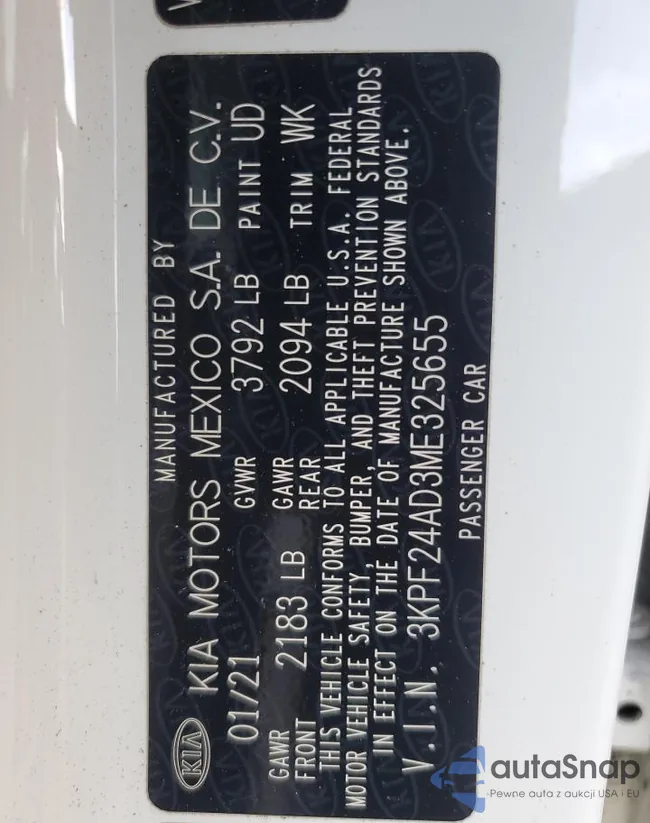 MANUFACTURED BY
KIA KIA MOTORS MEXICO S.A. DE C.V.
01/21 GVWR 3792 LB PAINT UD
GAWR FRONT 2183 LB GAWR REAR 2094 LB TRIM WK
THIS VEHICLE CONFORMS TO ALL APPLICABLE U.S.A. FEDERAL
MOTOR VEHICLE SAFETY, BUMPER, AND THEFT PREVENTION STANDARDS
IN EFFECT ON THE DATE OF MANUFACTURE SHOWN ABOVE.
V.I.N. 3KPF24AD3ME325655
PASSENGER CAR
autaSnap
Pewne auta z aukcji USA i EU